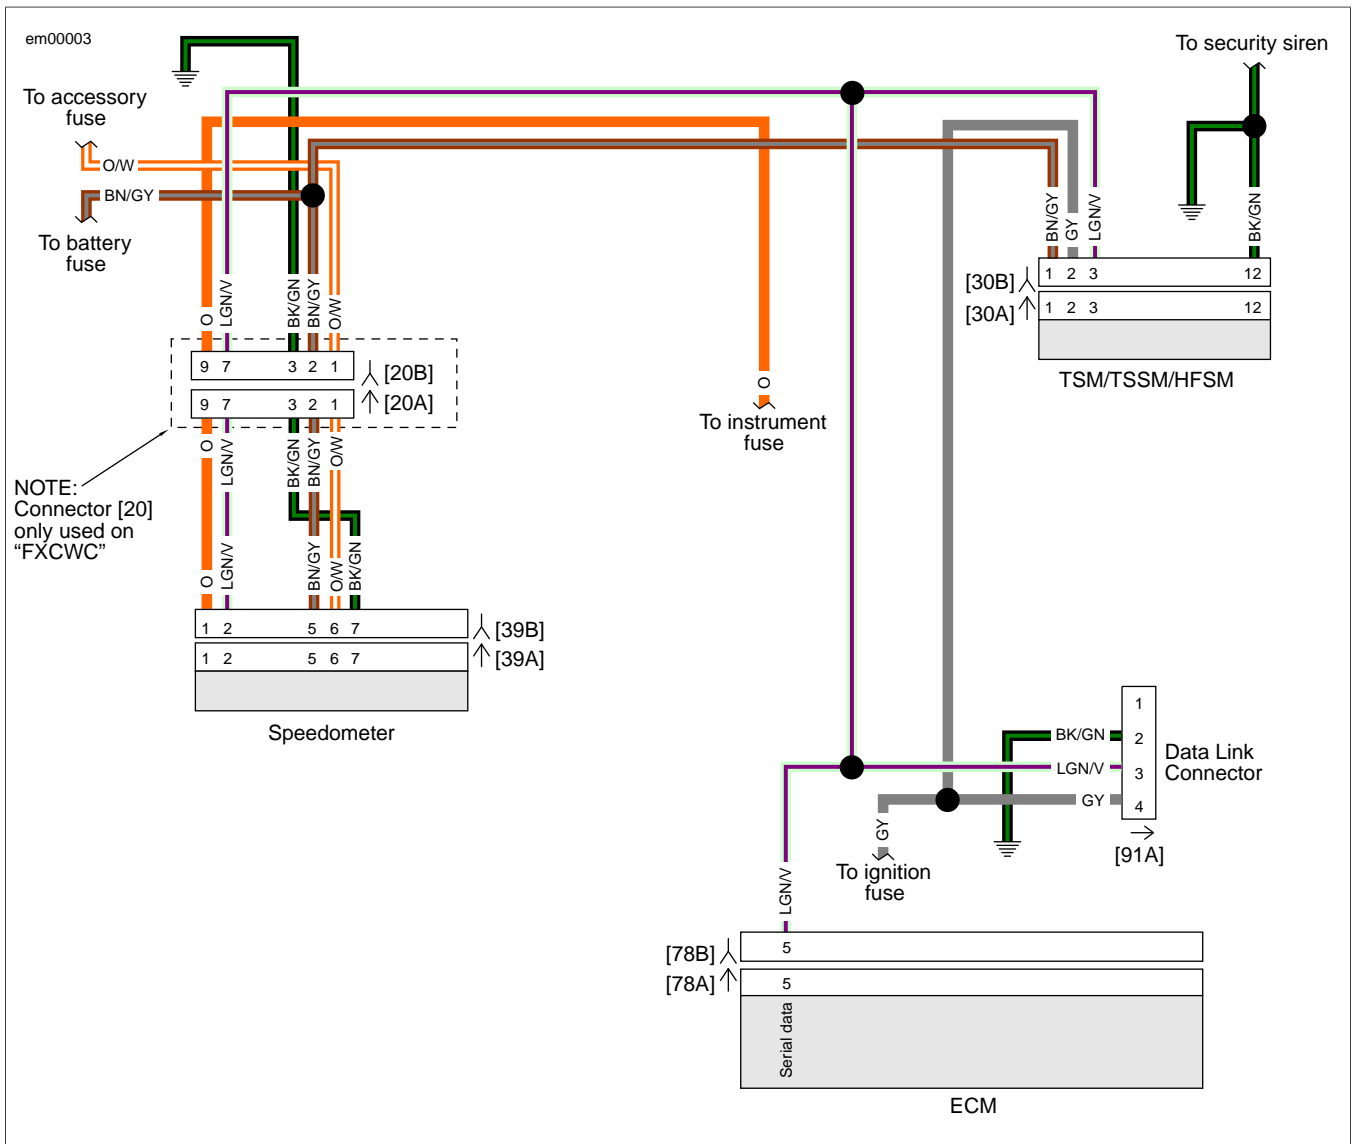 em00003
To security siren
To accessory
fuse
O/W
BN/GY
To battery
fuse
O
LGN/V
BK/GN
BN/GY
O/W
BN/GY
GY
LGN/V
BK/GN
[30B]
1 2 3 12
[30A]
1 2 3 12
TSM/TSSM/HFSM
9 7 3 2 1
[20B]
9 7 3 2 1
[20A]
O
To instrument
fuse
O
LGN/V
BK/GN
BN/GY
O/W
NOTE:
Connector [20]
only used on
“FXCWC”
O
LGN/V
BN/GY
O/W
BK/GN
1 2 5 6 7
[39B]
1 2 5 6 7
[39A]
Speedometer
1
BK/GN
2
LGN/V
3
GY
4
Data Link
Connector
[91A]
GY
To ignition
fuse
LGN/V
[78B]
5
[78A]
5
Serial data
ECM